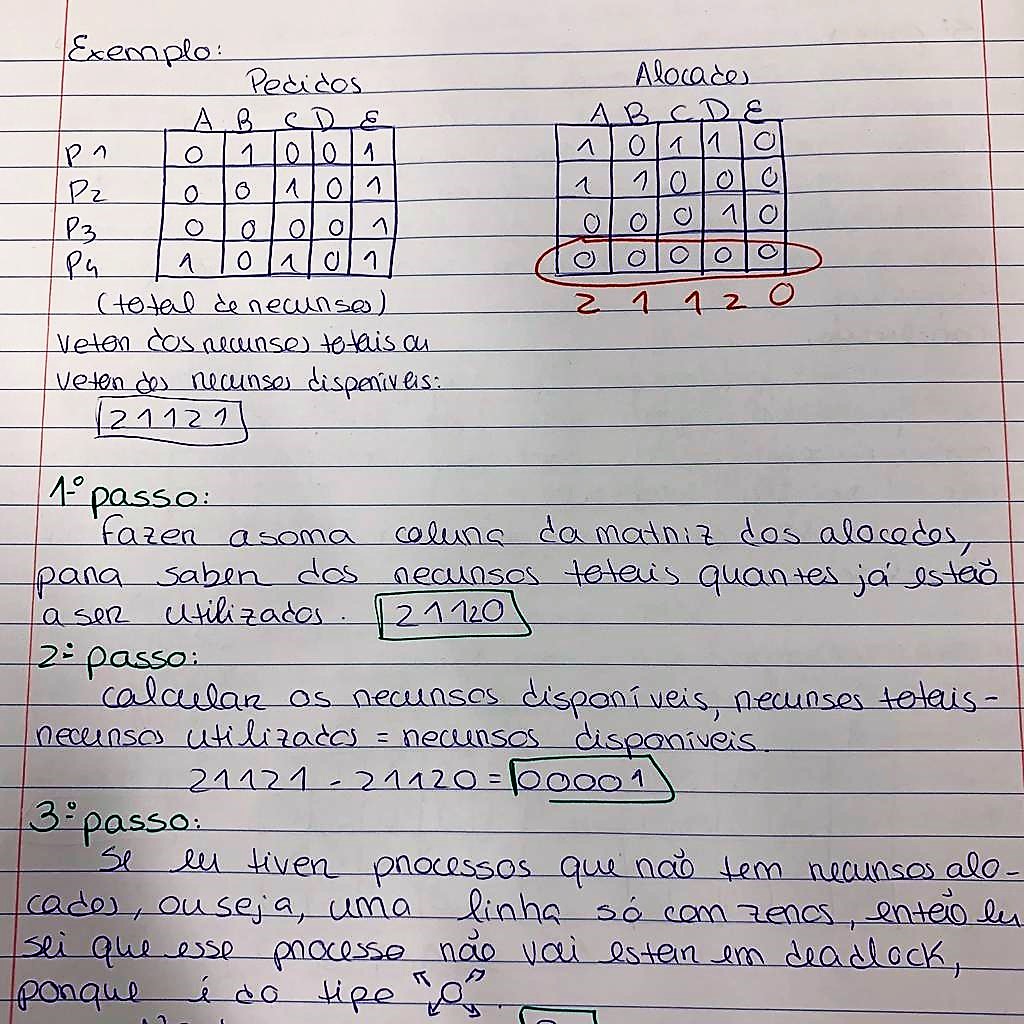 Exemplo:
Pedidos Alocados
A B C D E A B C D E
P1 0 1 0 0 1 1 0 1 1 0
P2 0 0 1 0 1 1 1 0 0 0
P3 0 0 0 0 1 0 0 0 1 0
P4 1 0 1 0 1 0 0 0 0 0
(total de recursos) 2 1 1 2 0
vetor dos recursos totais ou
vetor dos recursos disponíveis:
21121
1º passo:
Fazer a soma coluna da matriz dos alocados,
para saber dos recursos totais quantos já estão
a ser utilizados. 21120
2º passo:
calcular os recursos disponíveis, recursos totais-
recursos utilizados = recursos disponíveis.
21121 - 21120 = 00001
3º passo:
Se eu tiver processos que não tem recursos alo-
cados, ou seja, uma linha só com zeros, então eu
sei que esse processo não vai estar em deadlock,
porque é do tipo